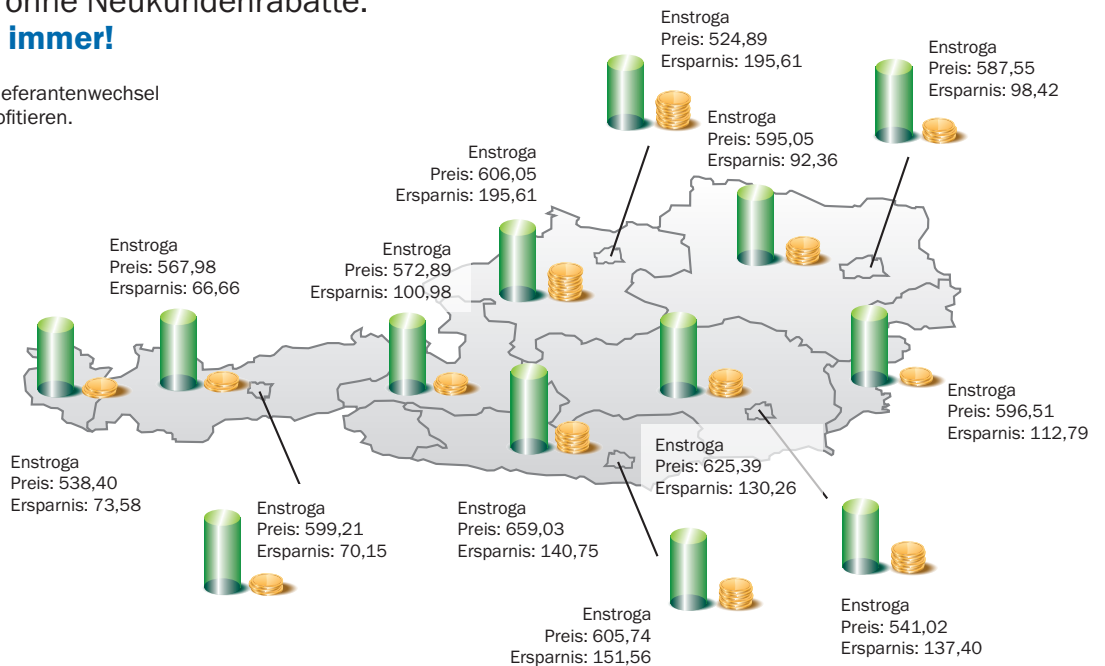 ohne Neukundenrabatte.
immer!
eferantenwechsel
ofitieren.
Enstroga
Preis: 524,89
Ersparnis: 195,61
Enstroga
Preis: 587,55
Ersparnis: 98,42
Enstroga
Preis: 595,05
Ersparnis: 92,36
Enstroga
Preis: 606,05
Ersparnis: 195,61
Enstroga
Preis: 567,98
Ersparnis: 66,66
Enstroga
Preis: 572,89
Ersparnis: 100,98
Enstroga
Preis: 596,51
Ersparnis: 112,79
Enstroga
Preis: 625,39
Ersparnis: 130,26
Enstroga
Preis: 538,40
Ersparnis: 73,58
Enstroga
Preis: 599,21
Ersparnis: 70,15
Enstroga
Preis: 659,03
Ersparnis: 140,75
Enstroga
Preis: 605,74
Ersparnis: 151,56
Enstroga
Preis: 541,02
Ersparnis: 137,40